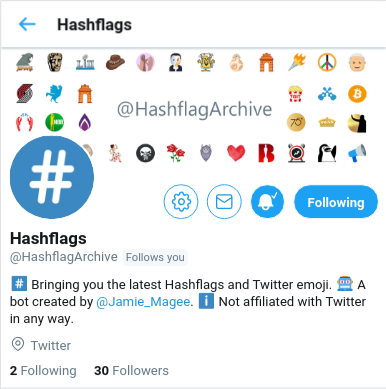 Hashflags
@HashflagArchive
#
Following
Hashflags
@HashflagArchive Follows you
# Bringing you the latest Hashflags and Twitter emoji. A
bot created by @Jamie_Magee. i Not affiliated with Twitter
in any way.
Twitter
2 Following 30 Followers